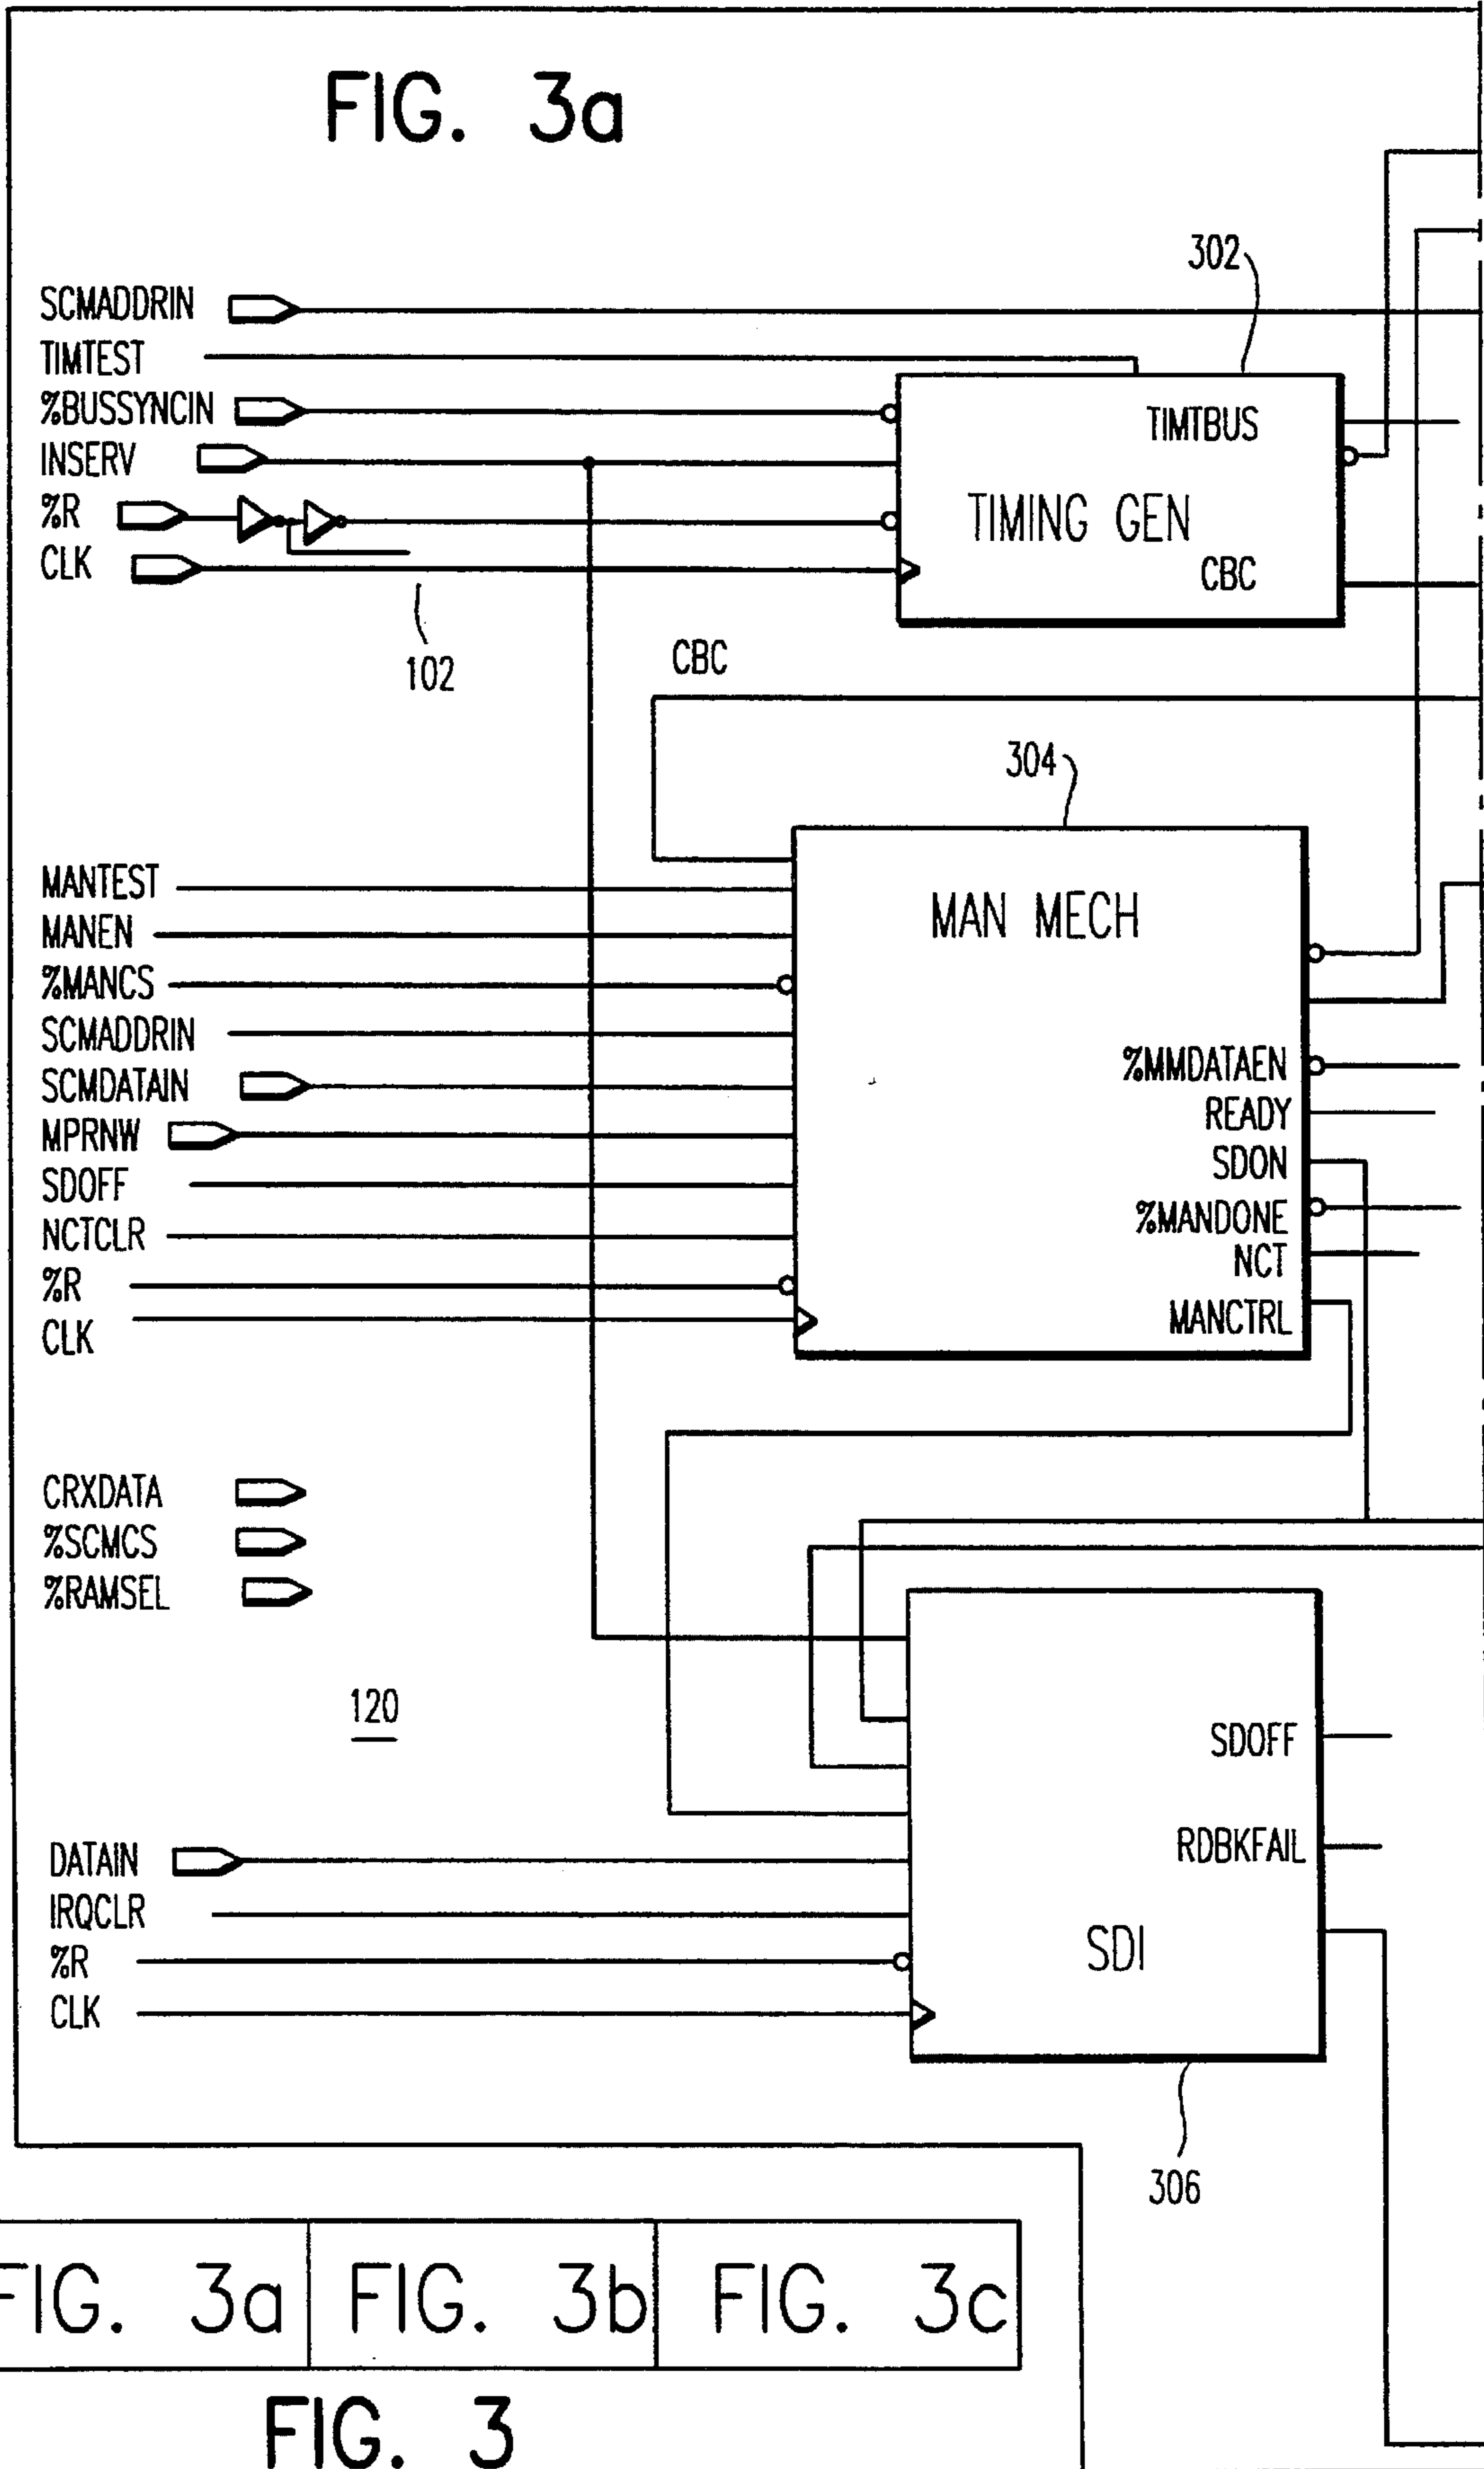 FIG. 3a
302
SCMADDRIN
TIMTEST
%BUSSYNCIN
INSERV
%R
CLK
TIMTBUS
TIMING GEN
CBC
102
CBC
304
MANTEST
MANEN
%MANCS
SCMADDRIN
SCMDATAIN
MPRNW
SDOFF
NCTCLR
%R
CLK
MAN MECH
%MMDATAEN
READY
SDON
%MANDONE
NCT
MANCTRL
CRXDATA
%SCMCS
%RAMSEL
120
SDOFF
RDBKFAIL
SDI
DATAIN
IRQCLR
%R
CLK
306
FIG. 3a FIG. 3b FIG. 3c
FIG. 3